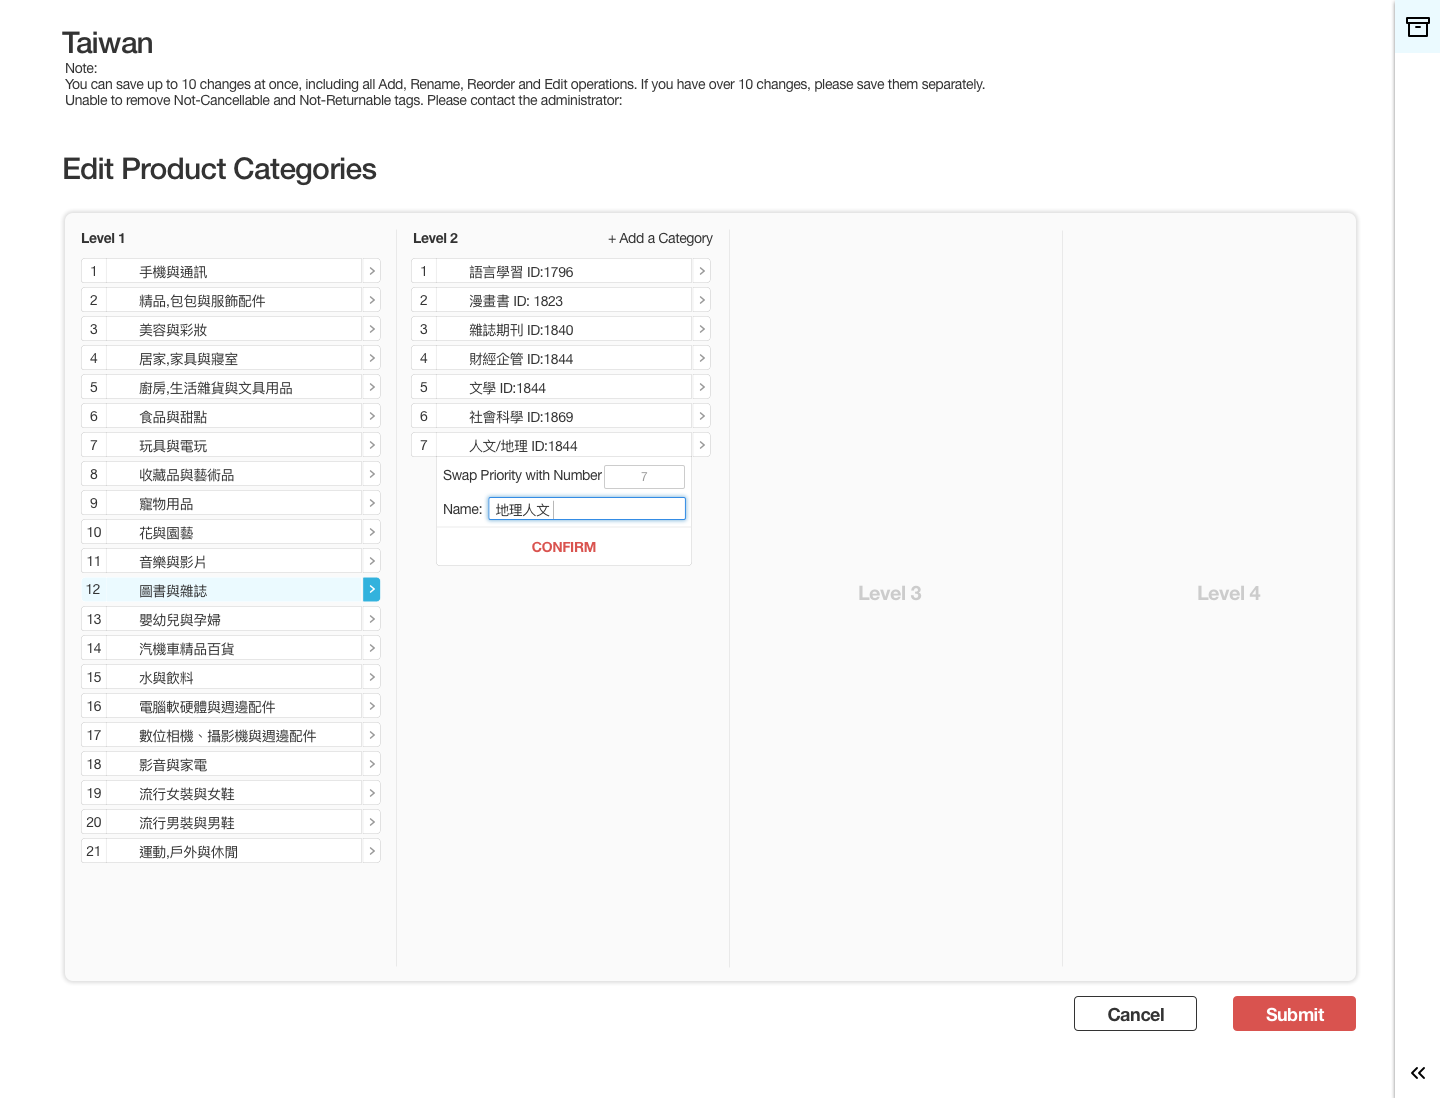 Taiwan
Note:
You can save up to 10 changes at once, including all Add, Rename, Reorder and Edit operations. If you have over 10 changes, please save them separately.
Unable to remove Not-Cancellable and Not-Returnable tags. Please contact the administrator:
Edit Product Categories
Level 1
1 手機與通訊
2 精品,包包與服飾配件
3 美容與彩妝
4 居家,家具與寢室
5 廚房,生活雜貨與文具用品
6 食品與甜點
7 玩具與電玩
8 收藏品與藝術品
9 寵物用品
10 花與園藝
11 音樂與影片
12 圖書與雜誌
13 嬰幼兒與孕婦
14 汽機車精品百貨
15 水與飲料
16 電腦軟硬體與週邊配件
17 數位相機、攝影機與週邊配件
18 影音與家電
19 流行女裝與女鞋
20 流行男裝與男鞋
21 運動,戶外與休閒
Level 2 + Add a Category
1 語言學習 ID:1796
2 漫畫書 ID: 1823
3 雜誌期刊 ID:1840
4 財經企管 ID:1844
5 文學 ID:1844
6 社會科學 ID:1869
7 人文/地理 ID:1844
Swap Priority with Number 7
Name: 地理人文
CONFIRM
Level 3
Level 4
Cancel
Submit